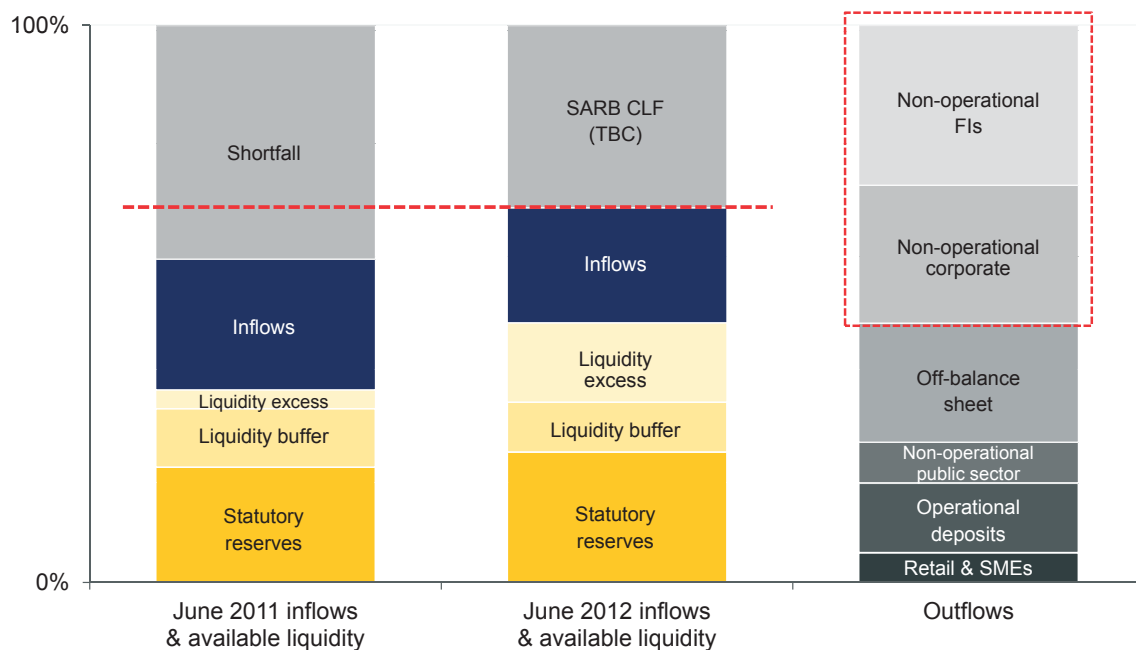 100%
Shortfall
Inflows
Liquidity excess
Liquidity buffer
Statutory
reserves
SARB CLF
(TBC)
Inflows
Liquidity
excess
Liquidity buffer
Statutory
reserves
Non-operational
FIs
Non-operational
corporate
Off-balance
sheet
Non-operational
public sector
Operational
deposits
Retail & SMEs
0%
June 2011 inflows
& available liquidity
June 2012 inflows
& available liquidity
Outflows